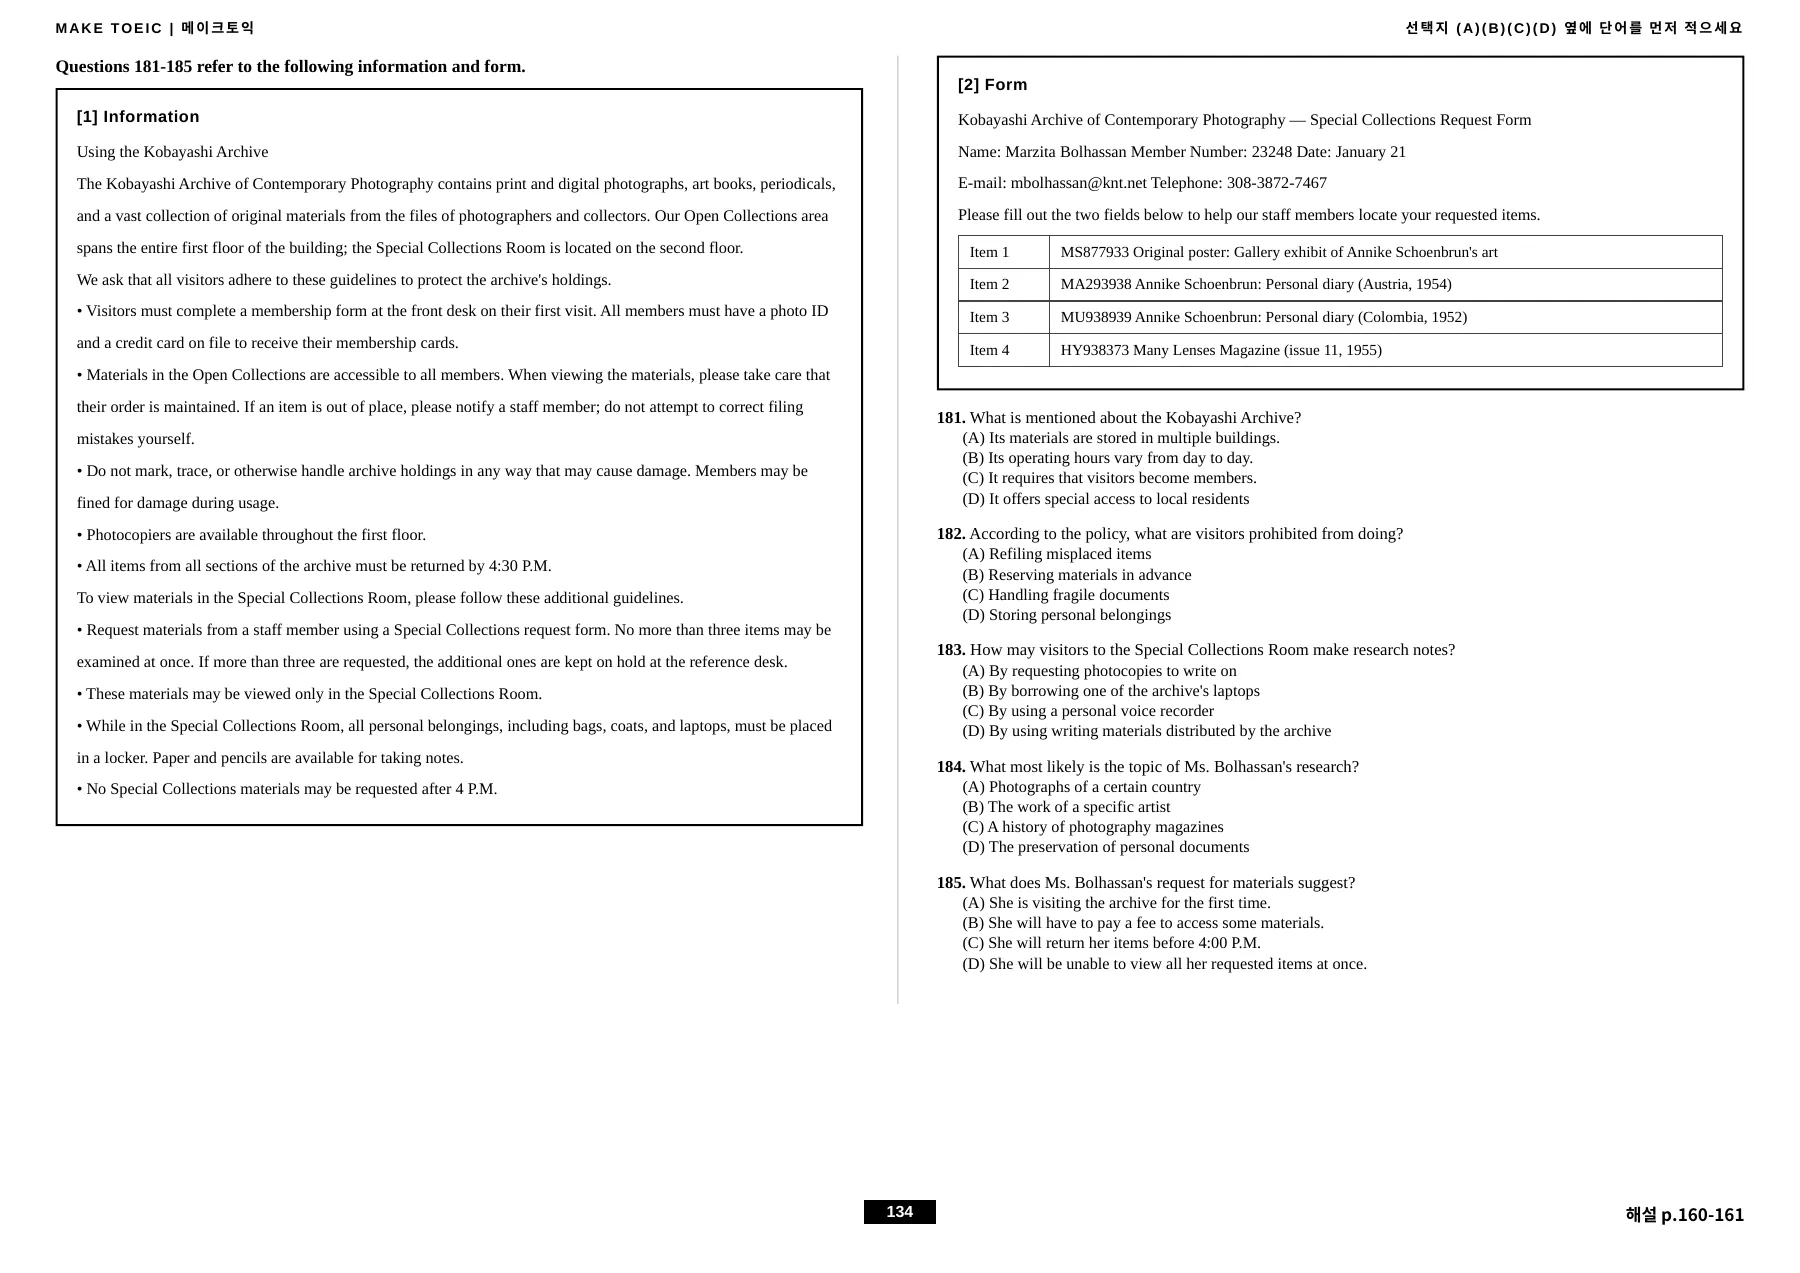 MAKE TOEIC | 메이크토익
선택지 (A)(B)(C)(D) 옆에 단어를 먼저 적으세요
Questions 181-185 refer to the following information and form.
[1] Information
Using the Kobayashi Archive
The Kobayashi Archive of Contemporary Photography contains print and digital photographs, art books, periodicals,
and a vast collection of original materials from the files of photographers and collectors. Our Open Collections area
spans the entire first floor of the building; the Special Collections Room is located on the second floor.
We ask that all visitors adhere to these guidelines to protect the archive's holdings.
• Visitors must complete a membership form at the front desk on their first visit. All members must have a photo ID
and a credit card on file to receive their membership cards.
• Materials in the Open Collections are accessible to all members. When viewing the materials, please take care that
their order is maintained. If an item is out of place, please notify a staff member; do not attempt to correct filing
mistakes yourself.
• Do not mark, trace, or otherwise handle archive holdings in any way that may cause damage. Members may be
fined for damage during usage.
• Photocopiers are available throughout the first floor.
• All items from all sections of the archive must be returned by 4:30 P.M.
To view materials in the Special Collections Room, please follow these additional guidelines.
• Request materials from a staff member using a Special Collections request form. No more than three items may be
examined at once. If more than three are requested, the additional ones are kept on hold at the reference desk.
• These materials may be viewed only in the Special Collections Room.
• While in the Special Collections Room, all personal belongings, including bags, coats, and laptops, must be placed
in a locker. Paper and pencils are available for taking notes.
• No Special Collections materials may be requested after 4 P.M.
[2] Form
Kobayashi Archive of Contemporary Photography — Special Collections Request Form
Name: Marzita Bolhassan Member Number: 23248 Date: January 21
E-mail: mbolhassan@knt.net Telephone: 308-3872-7467
Please fill out the two fields below to help our staff members locate your requested items.
Item 1 MS877933 Original poster: Gallery exhibit of Annike Schoenbrun's art
Item 2 MA293938 Annike Schoenbrun: Personal diary (Austria, 1954)
Item 3 MU938939 Annike Schoenbrun: Personal diary (Colombia, 1952)
Item 4 HY938373 Many Lenses Magazine (issue 11, 1955)
181. What is mentioned about the Kobayashi Archive?
(A) Its materials are stored in multiple buildings.
(B) Its operating hours vary from day to day.
(C) It requires that visitors become members.
(D) It offers special access to local residents
182. According to the policy, what are visitors prohibited from doing?
(A) Refiling misplaced items
(B) Reserving materials in advance
(C) Handling fragile documents
(D) Storing personal belongings
183. How may visitors to the Special Collections Room make research notes?
(A) By requesting photocopies to write on
(B) By borrowing one of the archive's laptops
(C) By using a personal voice recorder
(D) By using writing materials distributed by the archive
184. What most likely is the topic of Ms. Bolhassan's research?
(A) Photographs of a certain country
(B) The work of a specific artist
(C) A history of photography magazines
(D) The preservation of personal documents
185. What does Ms. Bolhassan's request for materials suggest?
(A) She is visiting the archive for the first time.
(B) She will have to pay a fee to access some materials.
(C) She will return her items before 4:00 P.M.
(D) She will be unable to view all her requested items at once.
134
해설 p.160-161